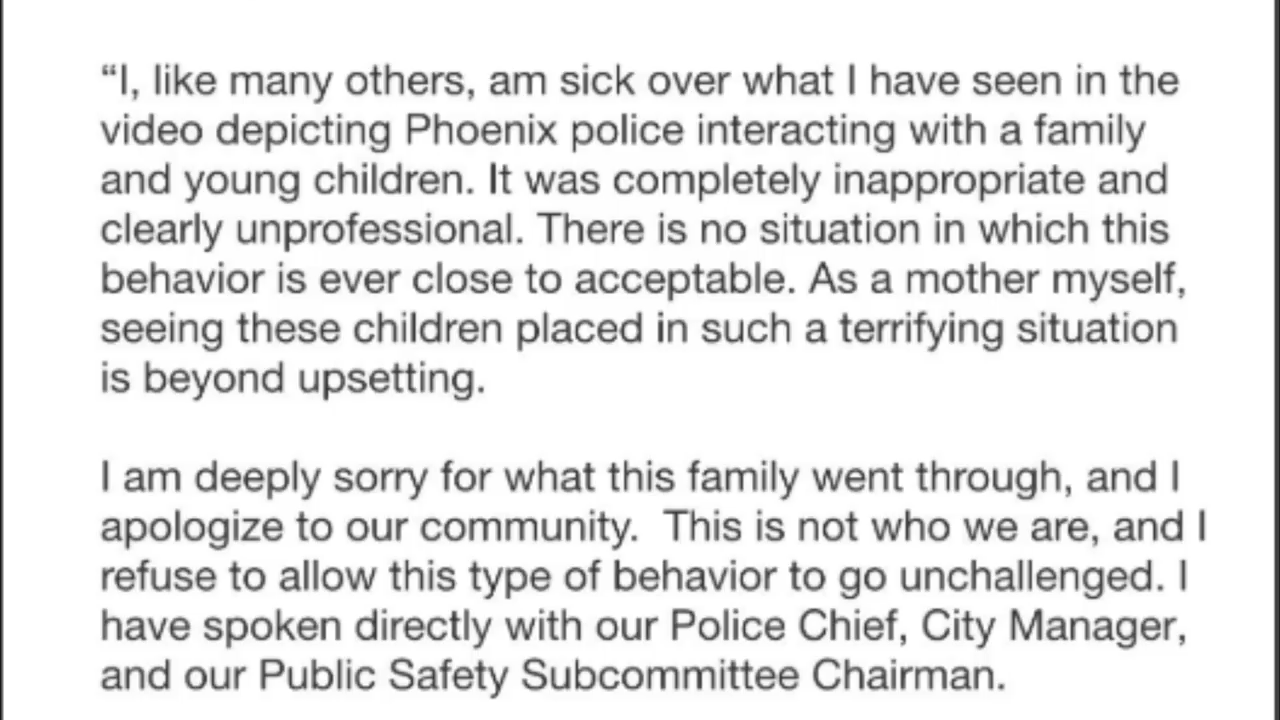 “I, like many others, am sick over what I have seen in the
video depicting Phoenix police interacting with a family
and young children. It was completely inappropriate and
clearly unprofessional. There is no situation in which this
behavior is ever close to acceptable. As a mother myself,
seeing these children placed in such a terrifying situation
is beyond upsetting.
I am deeply sorry for what this family went through, and I
apologize to our community.  This is not who we are, and I
refuse to allow this type of behavior to go unchallenged. I
have spoken directly with our Police Chief, City Manager,
and our Public Safety Subcommittee Chairman.